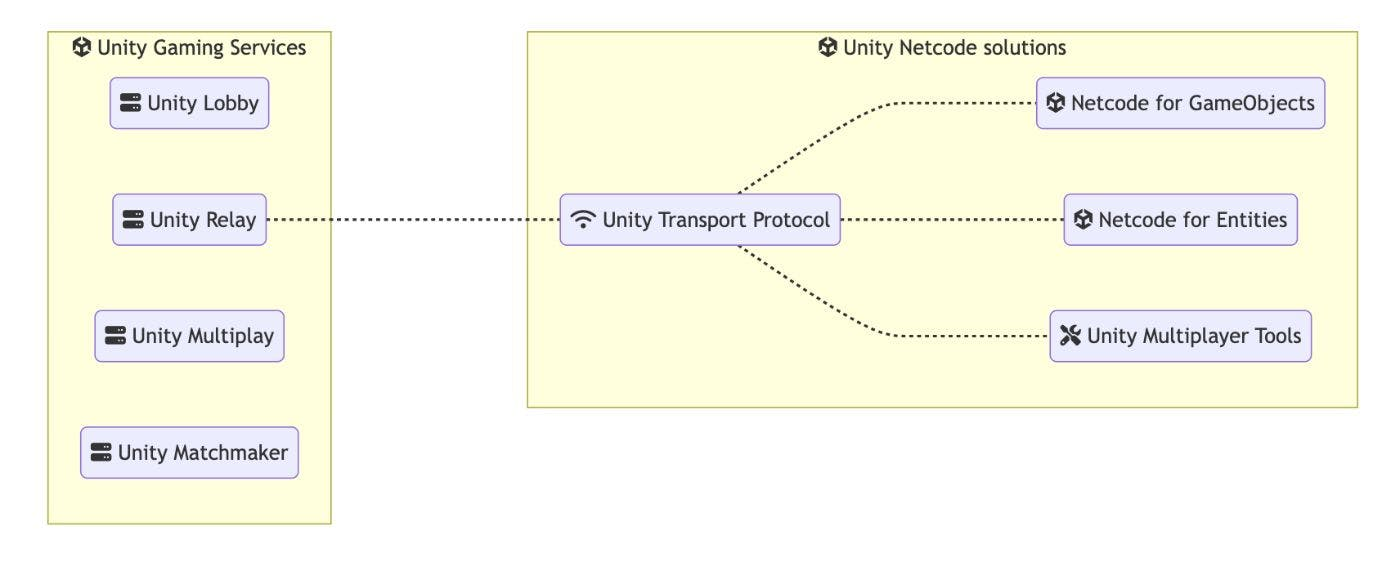 Unity Gaming Services
Unity Lobby
Unity Relay
Unity Multiplay
Unity Matchmaker
Unity Netcode solutions
Unity Transport Protocol
Netcode for GameObjects
Netcode for Entities
Unity Multiplayer Tools